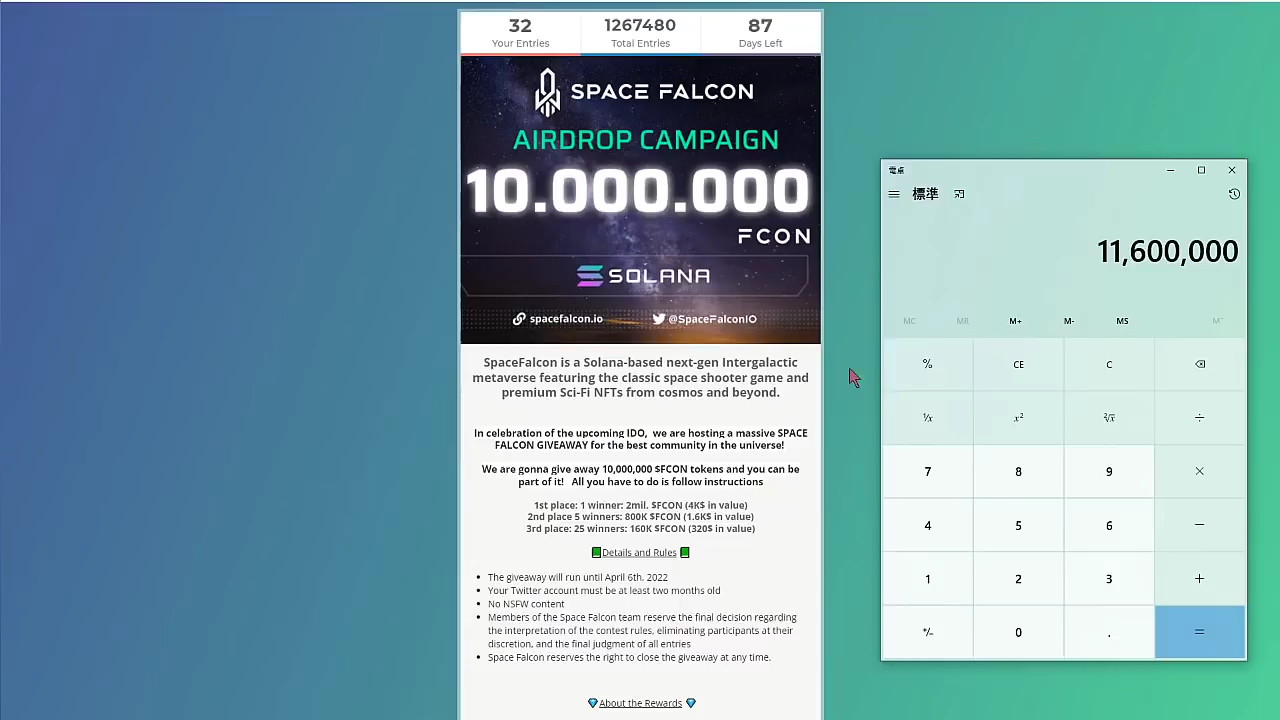 32
Your Entries
1267480
Total Entries
87
Days Left
SPACE FALCON
AIRDROP CAMPAIGN
10.000.000
FCON
SOLANA
spacefalcon.io
@SpaceFalconIO
SpaceFalcon is a Solana-based next-gen Intergalactic
metaverse featuring the classic space shooter game and
premium Sci-Fi NFTs from cosmos and beyond.
In celebration of the upcoming IDO, we are hosting a massive SPACE
FALCON GIVEAWAY for the best community in the universe!
We are gonna give away 10,000,000 $FCON tokens and you can be
part of it! All you have to do is follow instructions
1st place: 1 winner: 2mil. $FCON (4K$ in value)
2nd place 5 winners: 800K $FCON (1.6K$ in value)
3rd place: 25 winners: 160K $FCON (320$ in value)
Details and Rules
• The giveaway will run until April 6th, 2022
• Your Twitter account must be at least two months old
• No NSFW content
• Members of the Space Falcon team reserve the final decision regarding
the interpretation of the contest rules, eliminating participants at their
discretion, and the final judgment of all entries
• Space Falcon reserves the right to close the giveaway at any time.
About the Rewards
電卓
標準
11,600,000
MC MR M+ M- MS M˅
% CE C
¹/x x² ²√x ÷
7 8 9 ×
4 5 6 −
1 2 3 +
+/- 0 . =